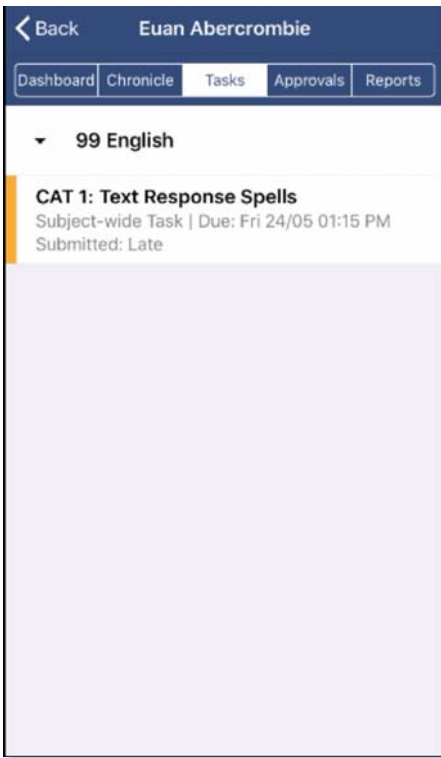 Back
Euan Abercrombie
Dashboard Chronicle Tasks Approvals Reports
99 English
CAT 1: Text Response Spells
Subject-wide Task | Due: Fri 24/05 01:15 PM
Submitted: Late